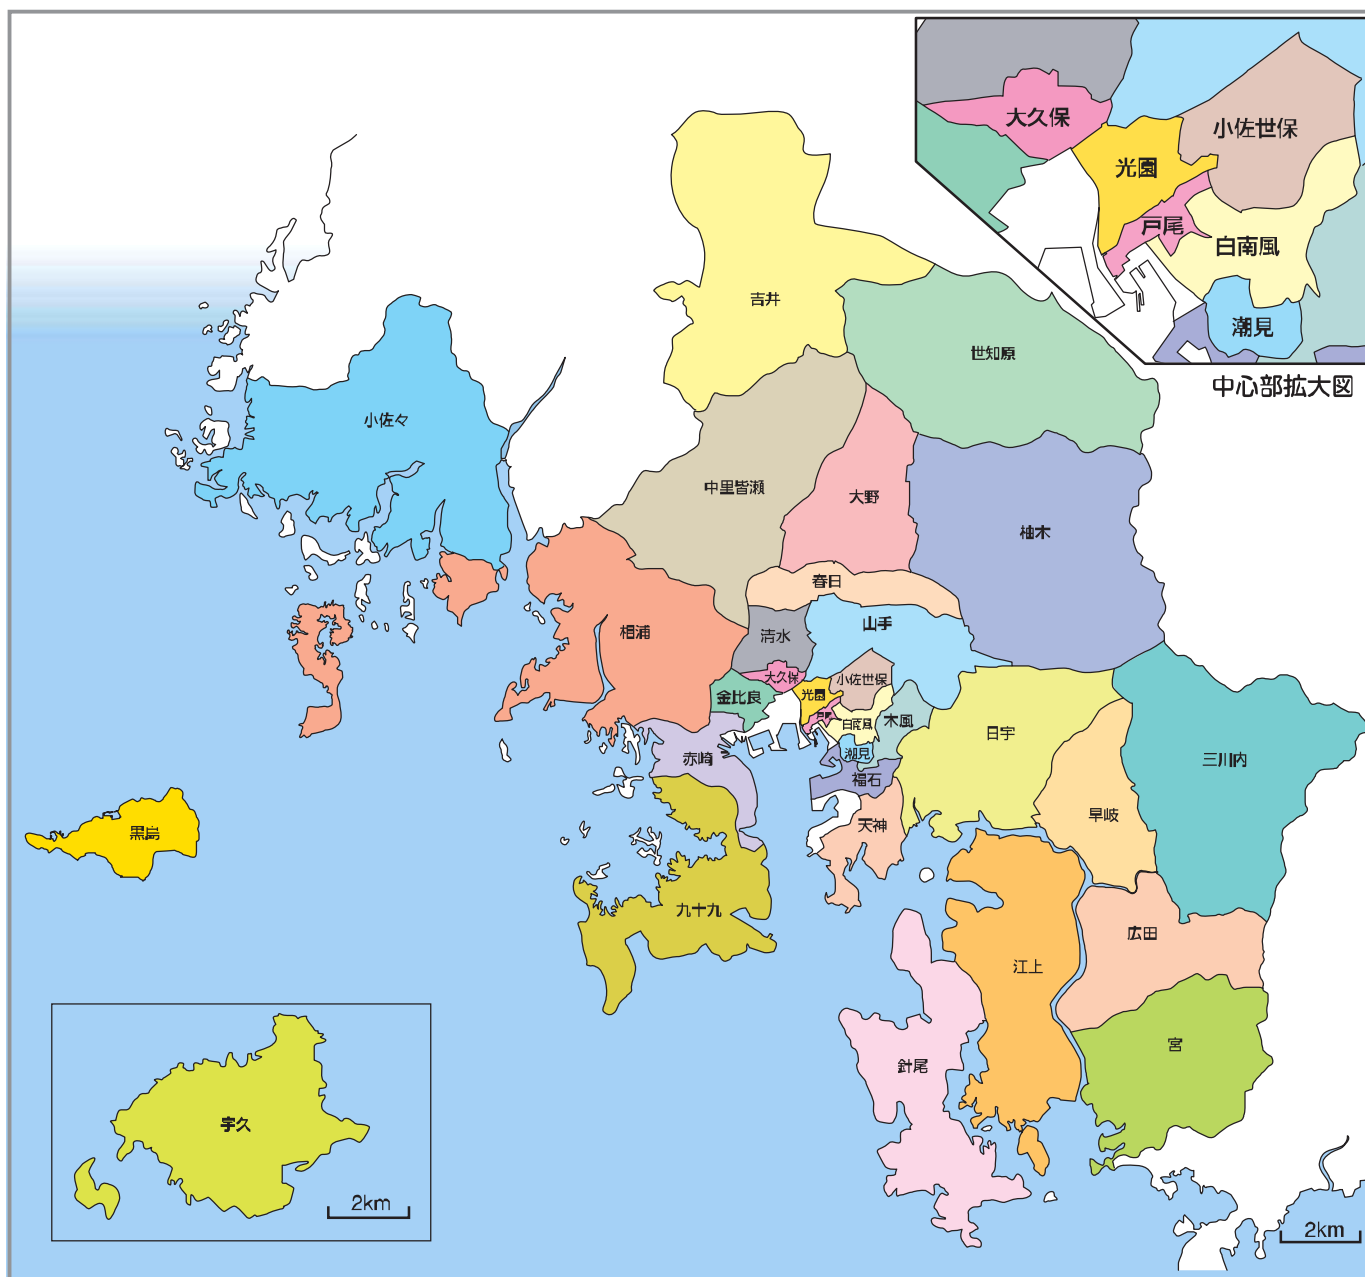 大久保
小佐世保
光園
戸尾
白南風
潮見
中心部拡大図
吉井
世知原
小佐々
中里皆瀬
大野
柚木
春日
山手
相浦
清水
大久保
小佐世保
金比良
光園
戸尾
白南風
木風
日宇
赤崎
潮見
三川内
福石
早岐
天神
黒島
九十九
広田
江上
宮
針尾
宇久
2km
2km